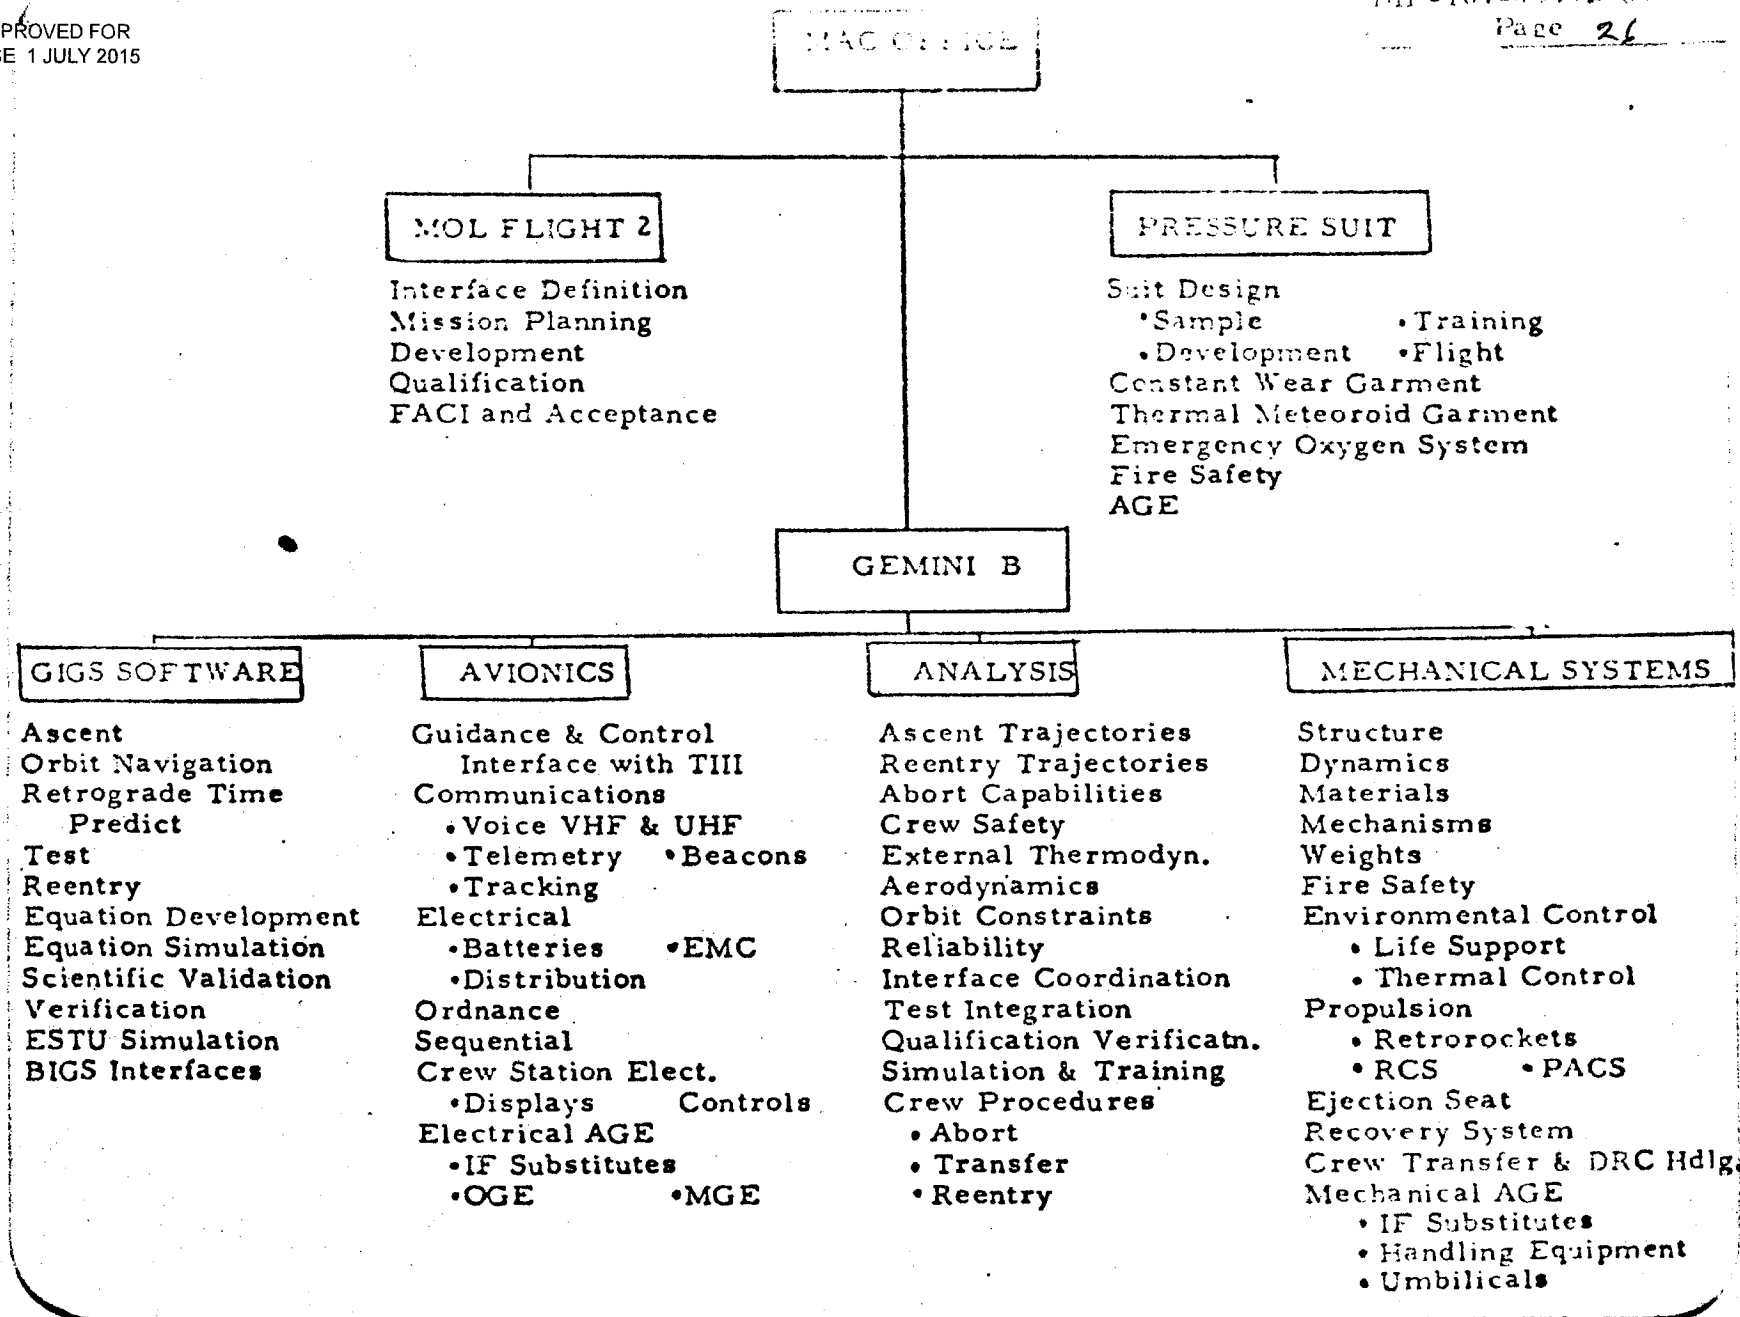 PROVED FOR
E 1 JULY 2015
Page 26
MAC OFFICE
MOL FLIGHT 2
Interface Definition
Mission Planning
Development
Qualification
FACI and Acceptance
PRESSURE SUIT
Suit Design
•Sample •Training
•Development •Flight
Constant Wear Garment
Thermal Meteoroid Garment
Emergency Oxygen System
Fire Safety
AGE
GEMINI B
GIGS SOFTWARE
Ascent
Orbit Navigation
Retrograde Time
Predict
Test
Reentry
Equation Development
Equation Simulation
Scientific Validation
Verification
ESTU Simulation
BIGS Interfaces
AVIONICS
Guidance & Control
Interface with TIII
Communications
•Voice VHF & UHF
•Telemetry •Beacons
•Tracking
Electrical
•Batteries •EMC
•Distribution
Ordnance
Sequential
Crew Station Elect.
•Displays Controls
Electrical AGE
•IF Substitutes
•OGE •MGE
ANALYSIS
Ascent Trajectories
Reentry Trajectories
Abort Capabilities
Crew Safety
External Thermodyn.
Aerodynamics
Orbit Constraints
Reliability
Interface Coordination
Test Integration
Qualification Verificatn.
Simulation & Training
Crew Procedures
• Abort
• Transfer
• Reentry
MECHANICAL SYSTEMS
Structure
Dynamics
Materials
Mechanisms
Weights
Fire Safety
Environmental Control
• Life Support
• Thermal Control
Propulsion
• Retrorockets
• RCS • PACS
Ejection Seat
Recovery System
Crew Transfer & DRC Hdlg.
Mechanical AGE
• IF Substitutes
• Handling Equipment
• Umbilicals